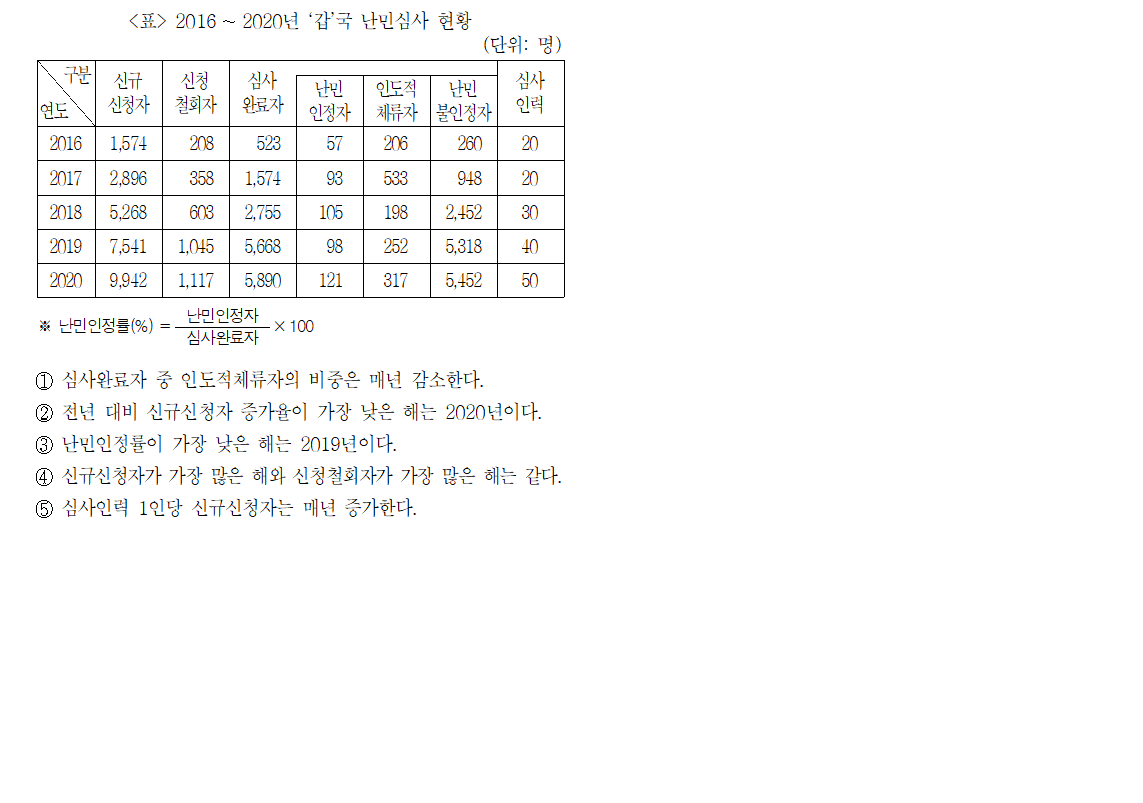 <표> 2016 ~ 2020년 ‘갑’국 난민심사 현황
(단위: 명)
구분 연도 신규신청자 신청철회자 심사완료자 난민인정자 인도적체류자 난민불인정자 심사인력
2016 1,574 208 523 57 206 260 20
2017 2,896 358 1,574 93 533 948 20
2018 5,268 603 2,755 105 198 2,452 30
2019 7,541 1,045 5,668 98 252 5,318 40
2020 9,942 1,117 5,890 121 317 5,452 50
※ 난민인정률(%) = 난민인정자 / 심사완료자 × 100
① 심사완료자 중 인도적체류자의 비중은 매년 감소한다.
② 전년 대비 신규신청자 증가율이 가장 낮은 해는 2020년이다.
③ 난민인정률이 가장 낮은 해는 2019년이다.
④ 신규신청자가 가장 많은 해와 신청철회자가 가장 많은 해는 같다.
⑤ 심사인력 1인당 신규신청자는 매년 증가한다.